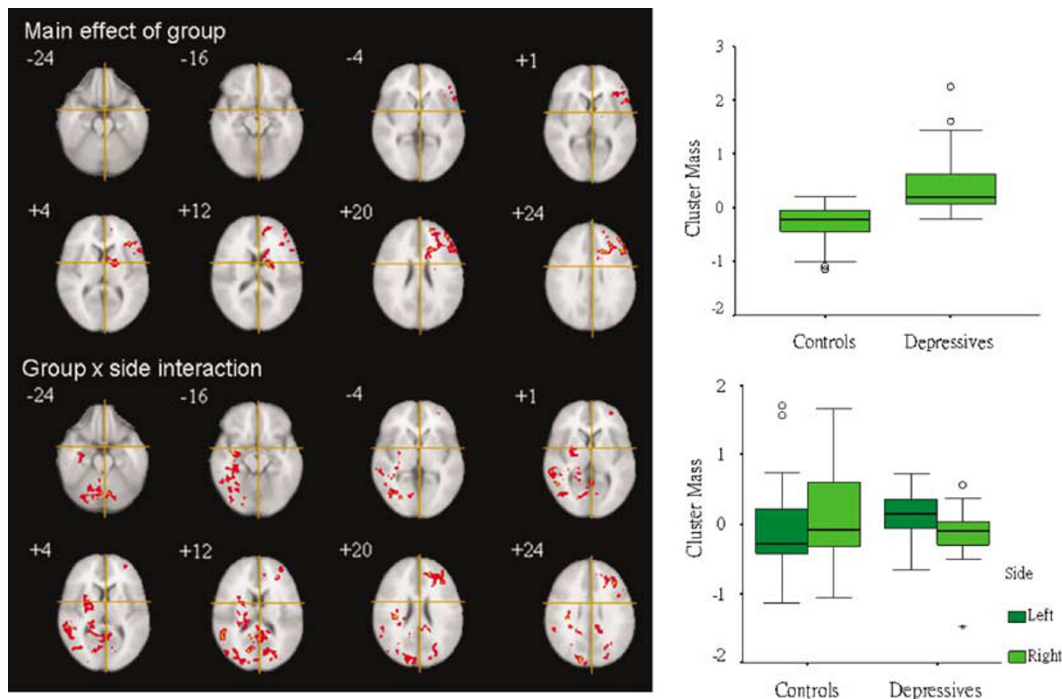 Main effect of group
-24 -16 -4 +1
+4 +12 +20 +24
Group x side interaction
-24 -16 -4 +1
+4 +12 +20 +24
3
2
1
0
-1
-2
Cluster Mass
Controls Depressives
2
1
0
-1
-2
Cluster Mass
Controls Depressives
Side
Left
Right